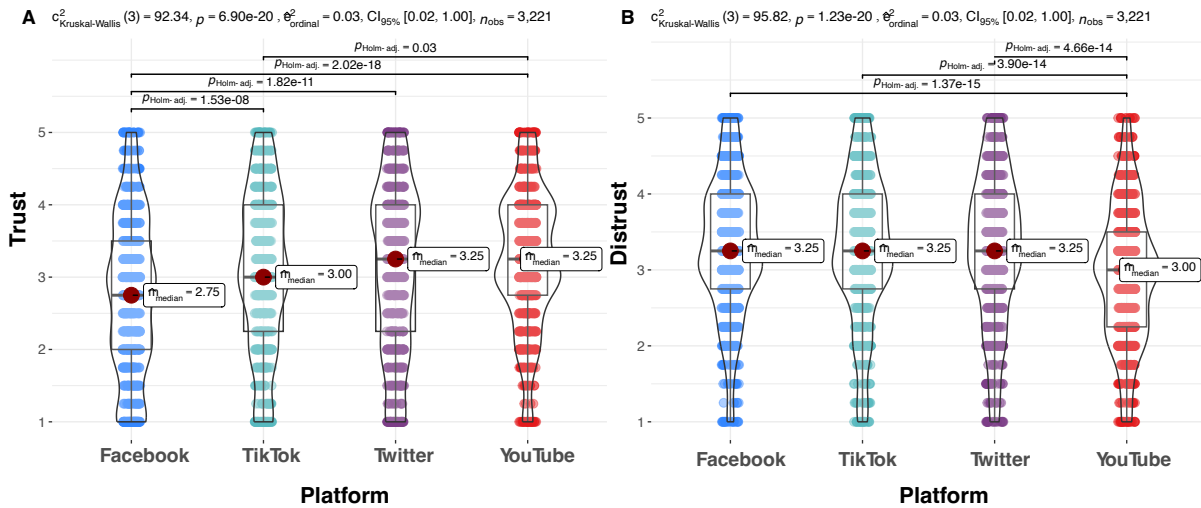 A
c²Kruskal-Wallis (3) = 92.34, p = 6.90e-20 , ê²ordinal = 0.03, CI95% [0.02, 1.00], nobs = 3,221
pHolm-adj. = 0.03
pHolm-adj. = 2.02e-18
pHolm-adj. = 1.82e-11
pHolm-adj. = 1.53e-08
Trust
5
4
3
2
1
m̂median = 2.75
m̂median = 3.00
m̂median = 3.25
m̂median = 3.25
Facebook
TikTok
Twitter
YouTube
Platform
B
c²Kruskal-Wallis (3) = 95.82, p = 1.23e-20 , ê²ordinal = 0.03, CI95% [0.02, 1.00], nobs = 3,221
pHolm-adj. = 4.66e-14
pHolm-adj. = 3.90e-14
pHolm-adj. = 1.37e-15
Distrust
5
4
3
2
1
m̂median = 3.25
m̂median = 3.25
m̂median = 3.25
m̂median = 3.00
Facebook
TikTok
Twitter
YouTube
Platform